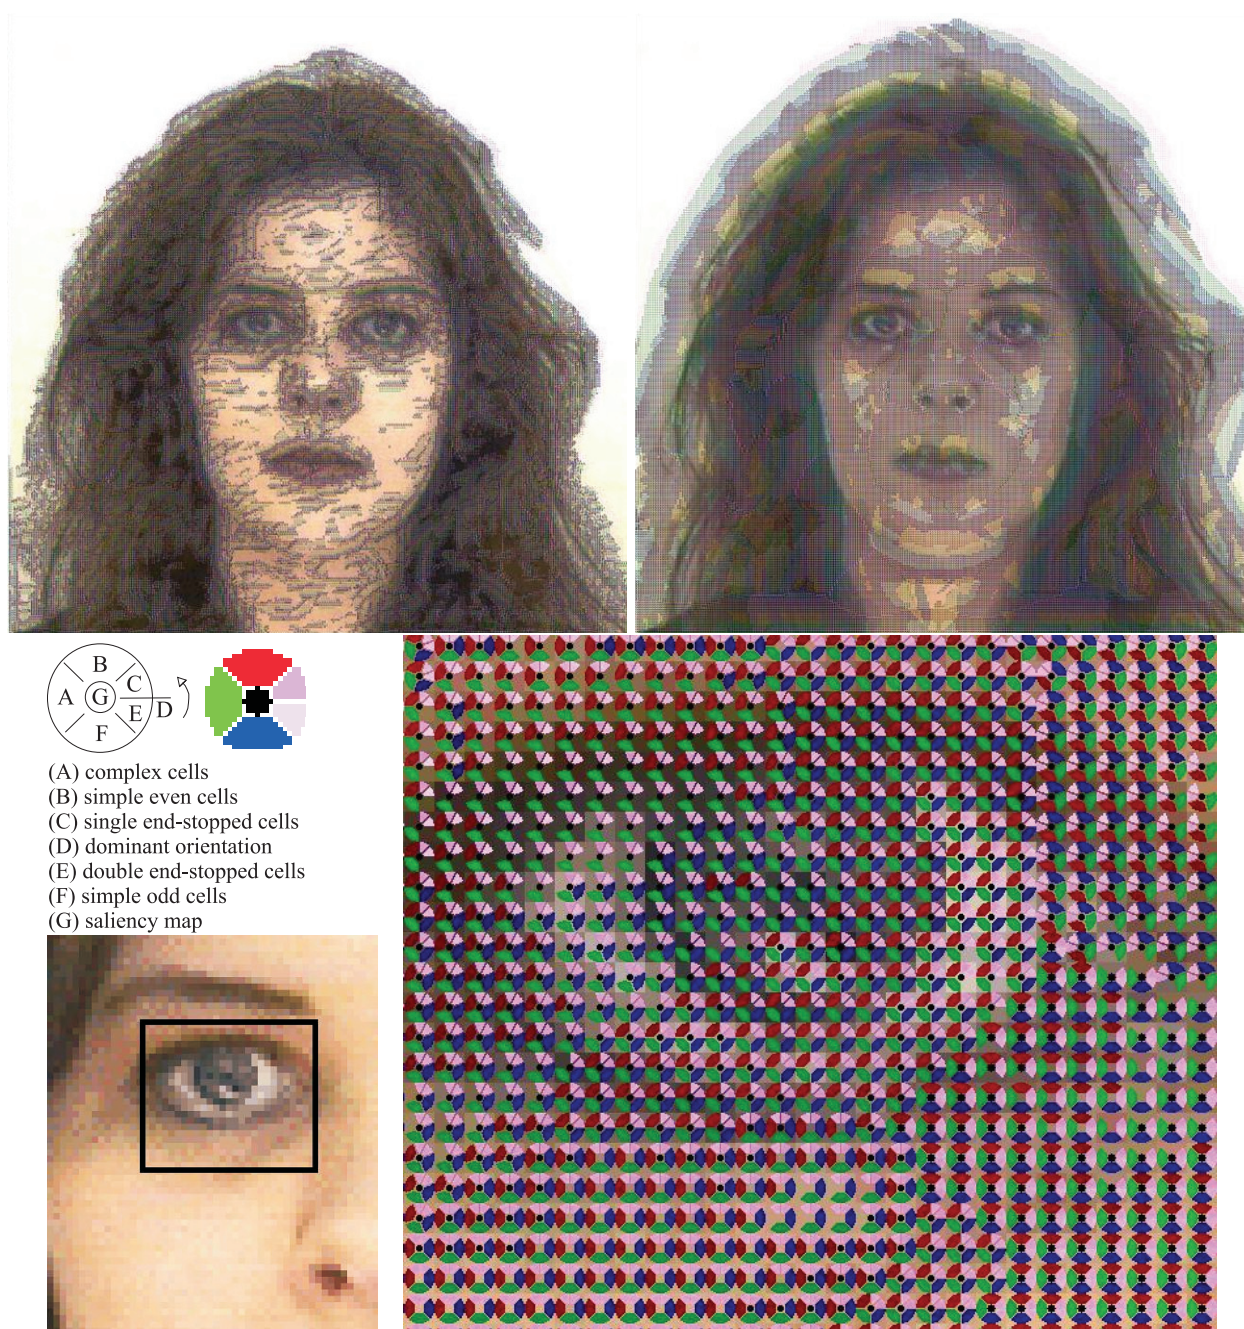 B
A
C
G
E
D
F
(A) complex cells
(B) simple even cells
(C) single end-stopped cells
(D) dominant orientation
(E) double end-stopped cells
(F) simple odd cells
(G) saliency map